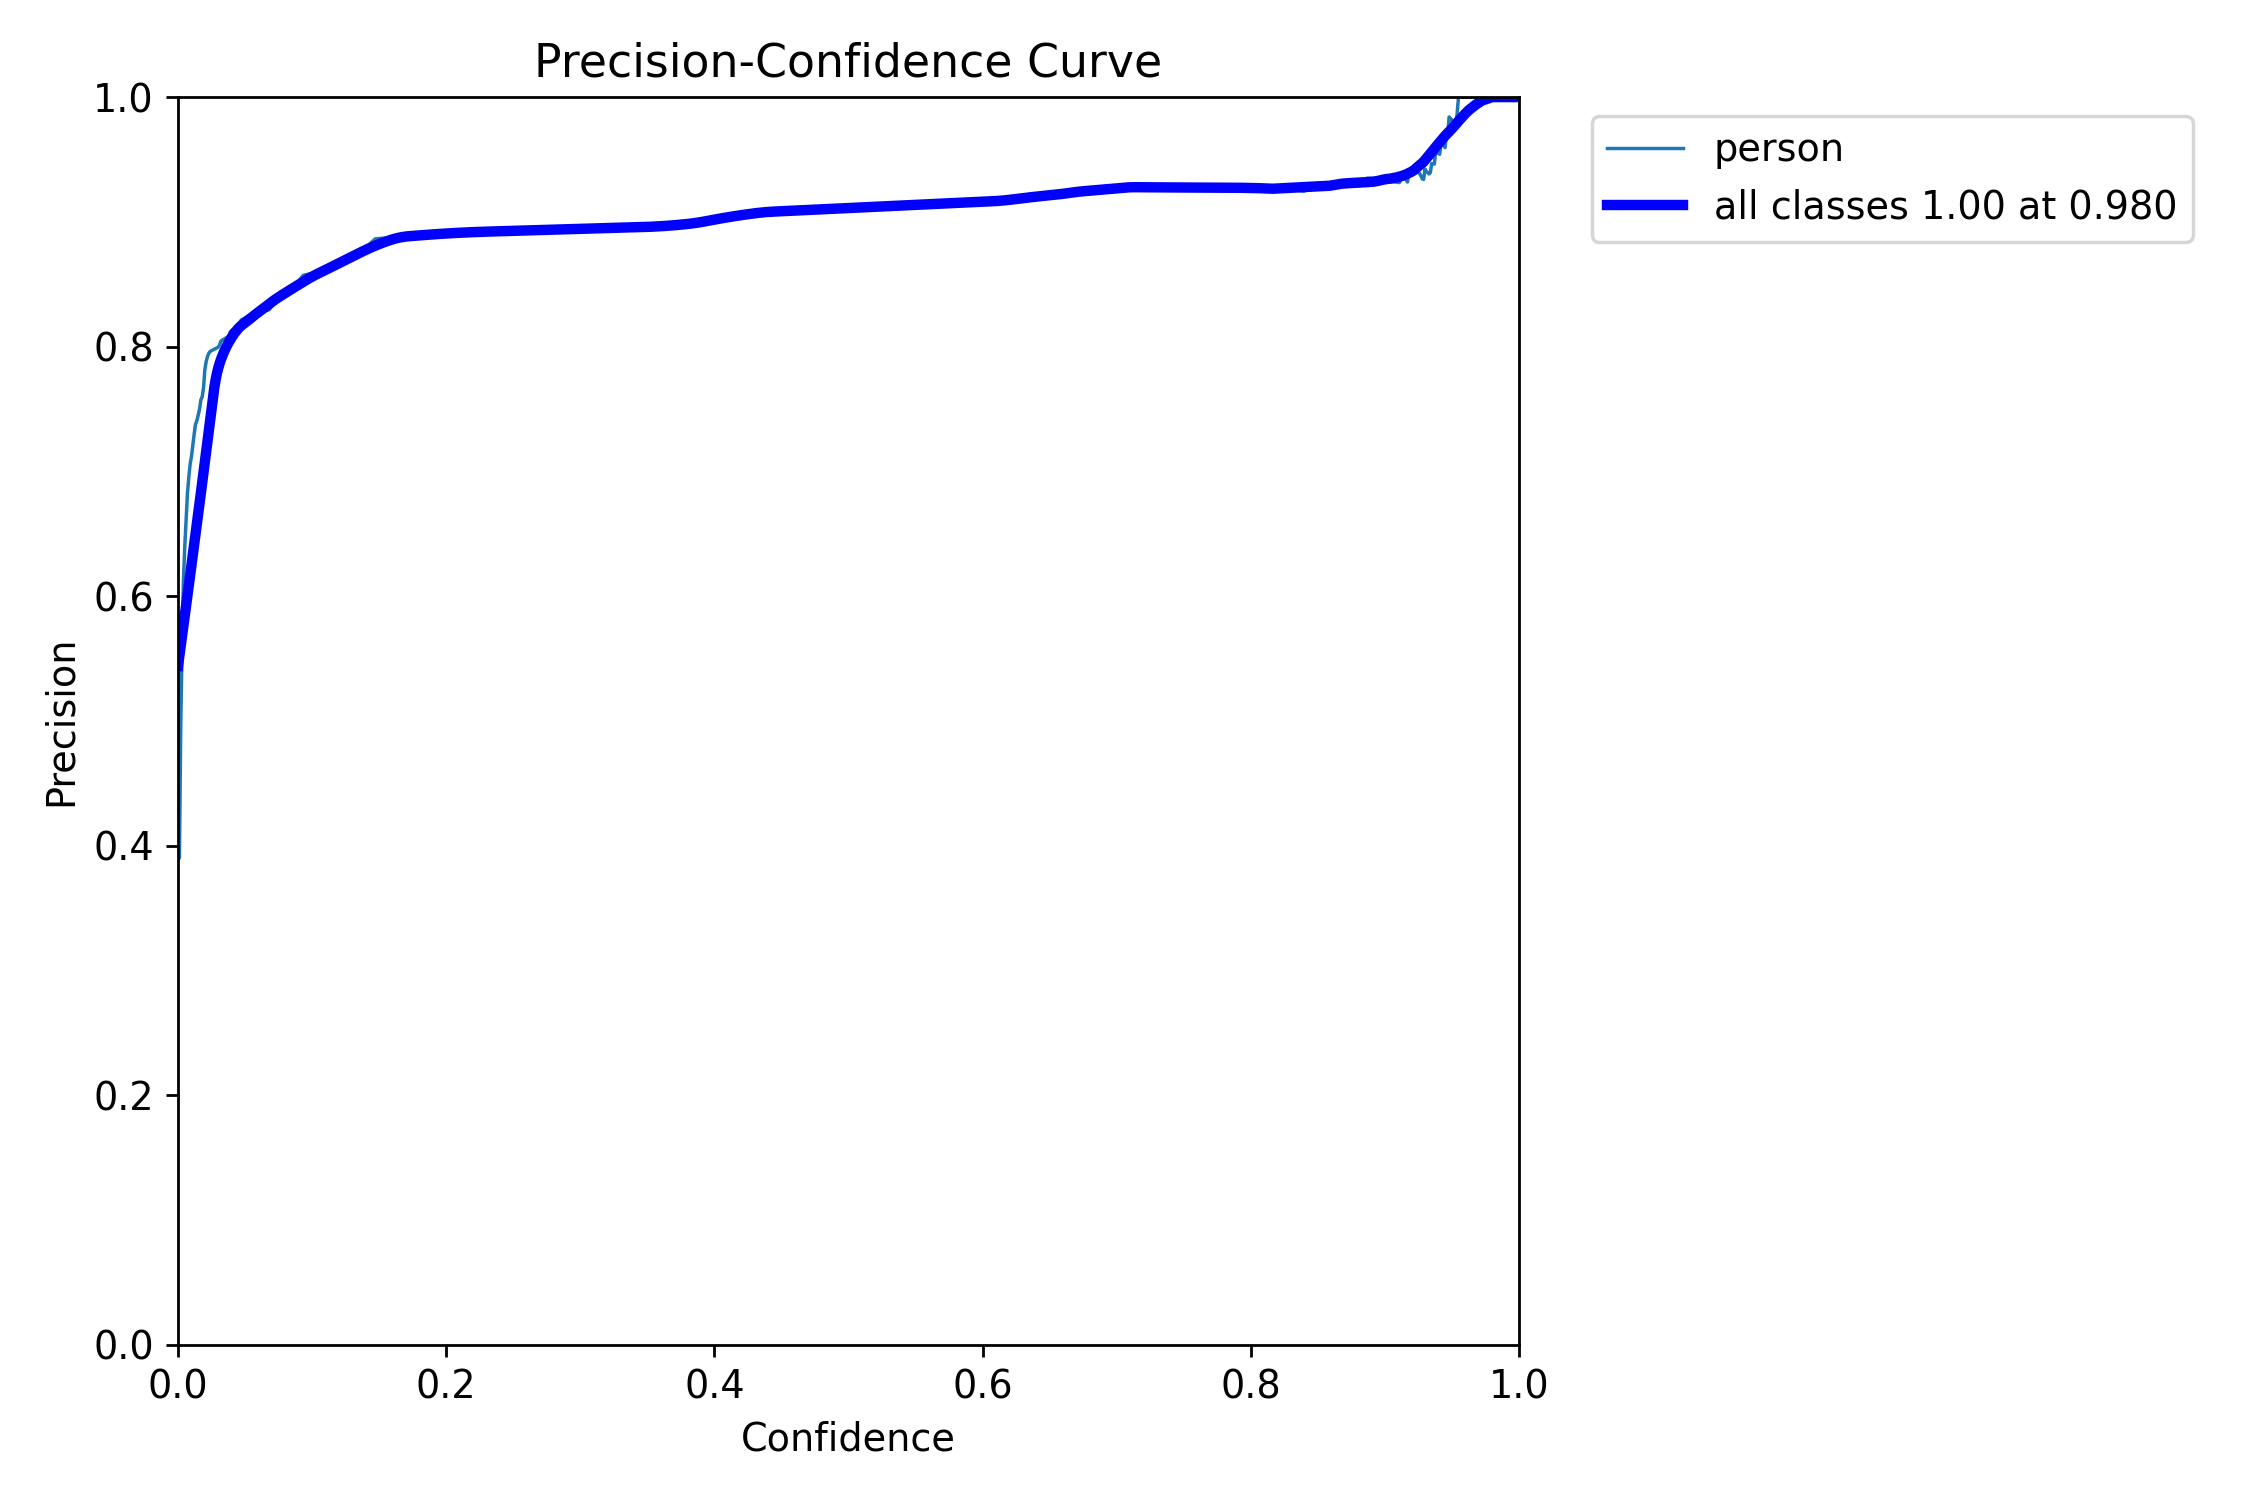 Precision-Confidence Curve
1.0
0.8
0.6
0.4
0.2
0.0
Precision
0.0 0.2 0.4 0.6 0.8 1.0
Confidence
person
all classes 1.00 at 0.980